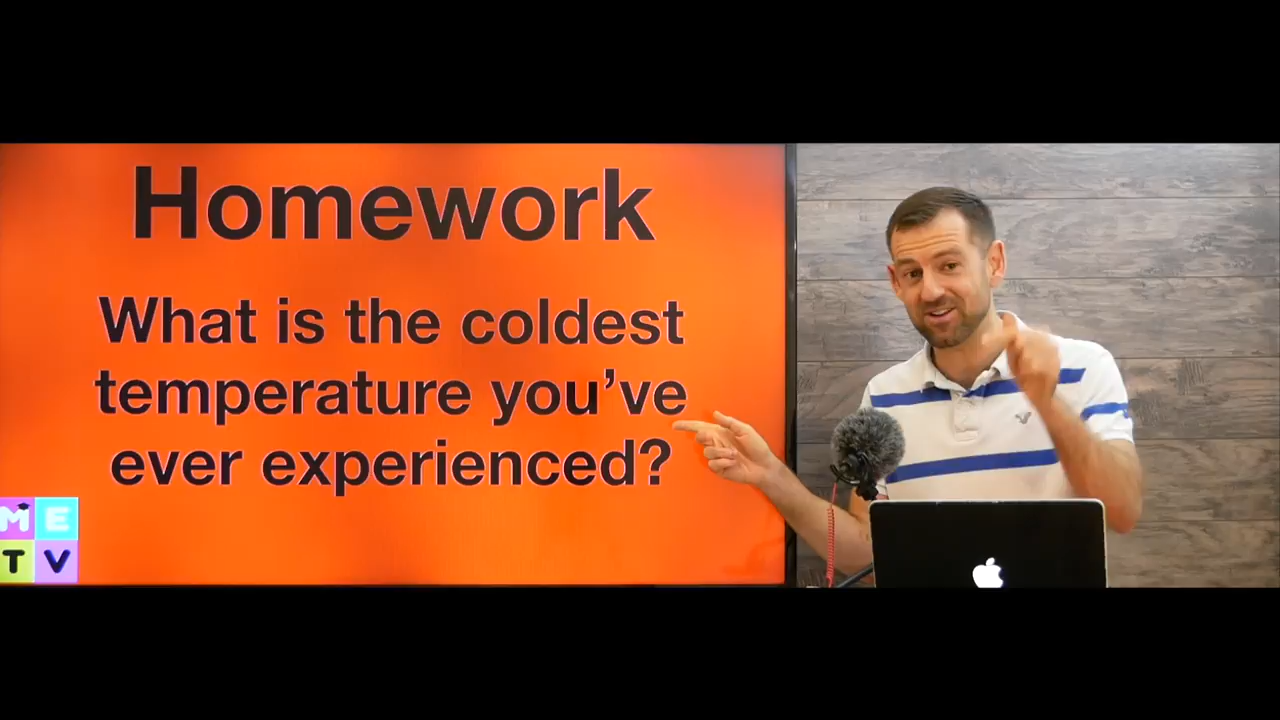 Homework
What is the coldest
temperature you’ve
ever experienced?
ME
TV